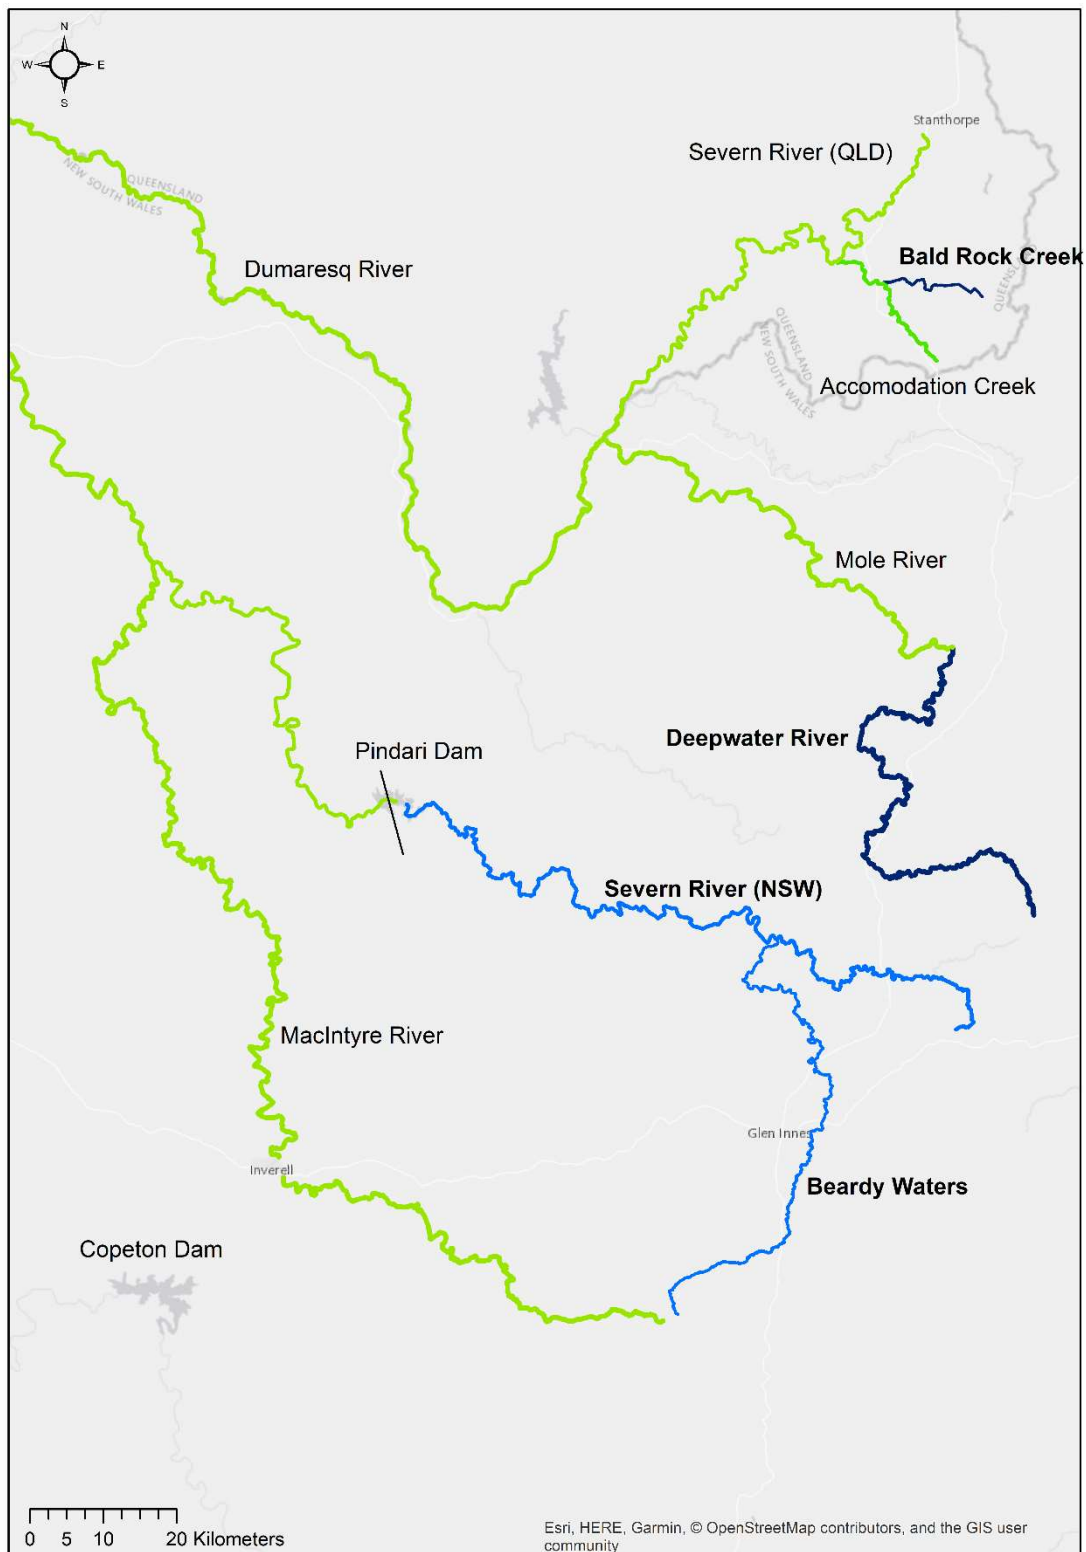 N
W E
S
Stanthorpe
Severn River (QLD)
QUEENSLAND
NEW SOUTH WALES
Bald Rock Creek
Dumaresq River
QUEENSLAND
QUEENSLAND
NEW SOUTH WALES
Accomodation Creek
Mole River
Deepwater River
Pindari Dam
Severn River (NSW)
MacIntyre River
Glen Innes
Inverell
Beardy Waters
Copeton Dam
0 5 10 20 Kilometers
Esri, HERE, Garmin, © OpenStreetMap contributors, and the GIS user
community